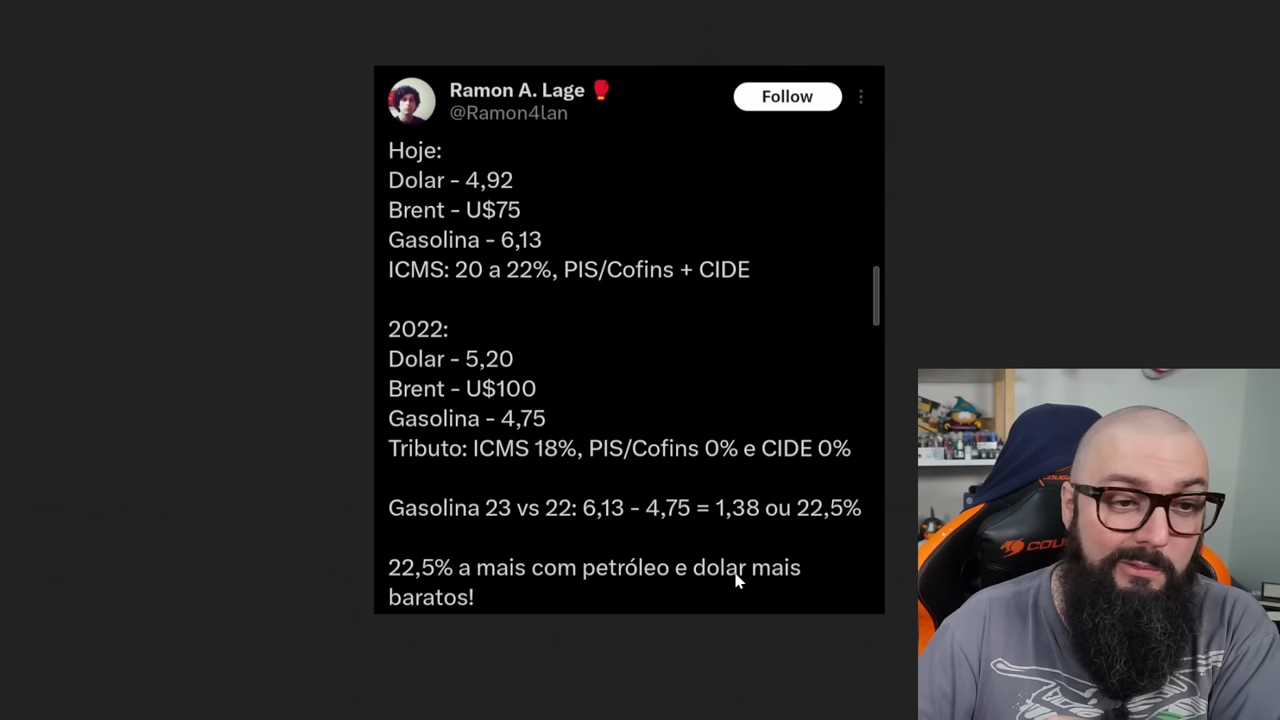 Ramon A. Lage
@Ramon4lan
Follow
Hoje:
Dolar - 4,92
Brent - U$75
Gasolina - 6,13
ICMS: 20 a 22%, PIS/Cofins + CIDE
2022:
Dolar - 5,20
Brent - U$100
Gasolina - 4,75
Tributo: ICMS 18%, PIS/Cofins 0% e CIDE 0%
Gasolina 23 vs 22: 6,13 - 4,75 = 1,38 ou 22,5%
22,5% a mais com petróleo e dolar mais
baratos!